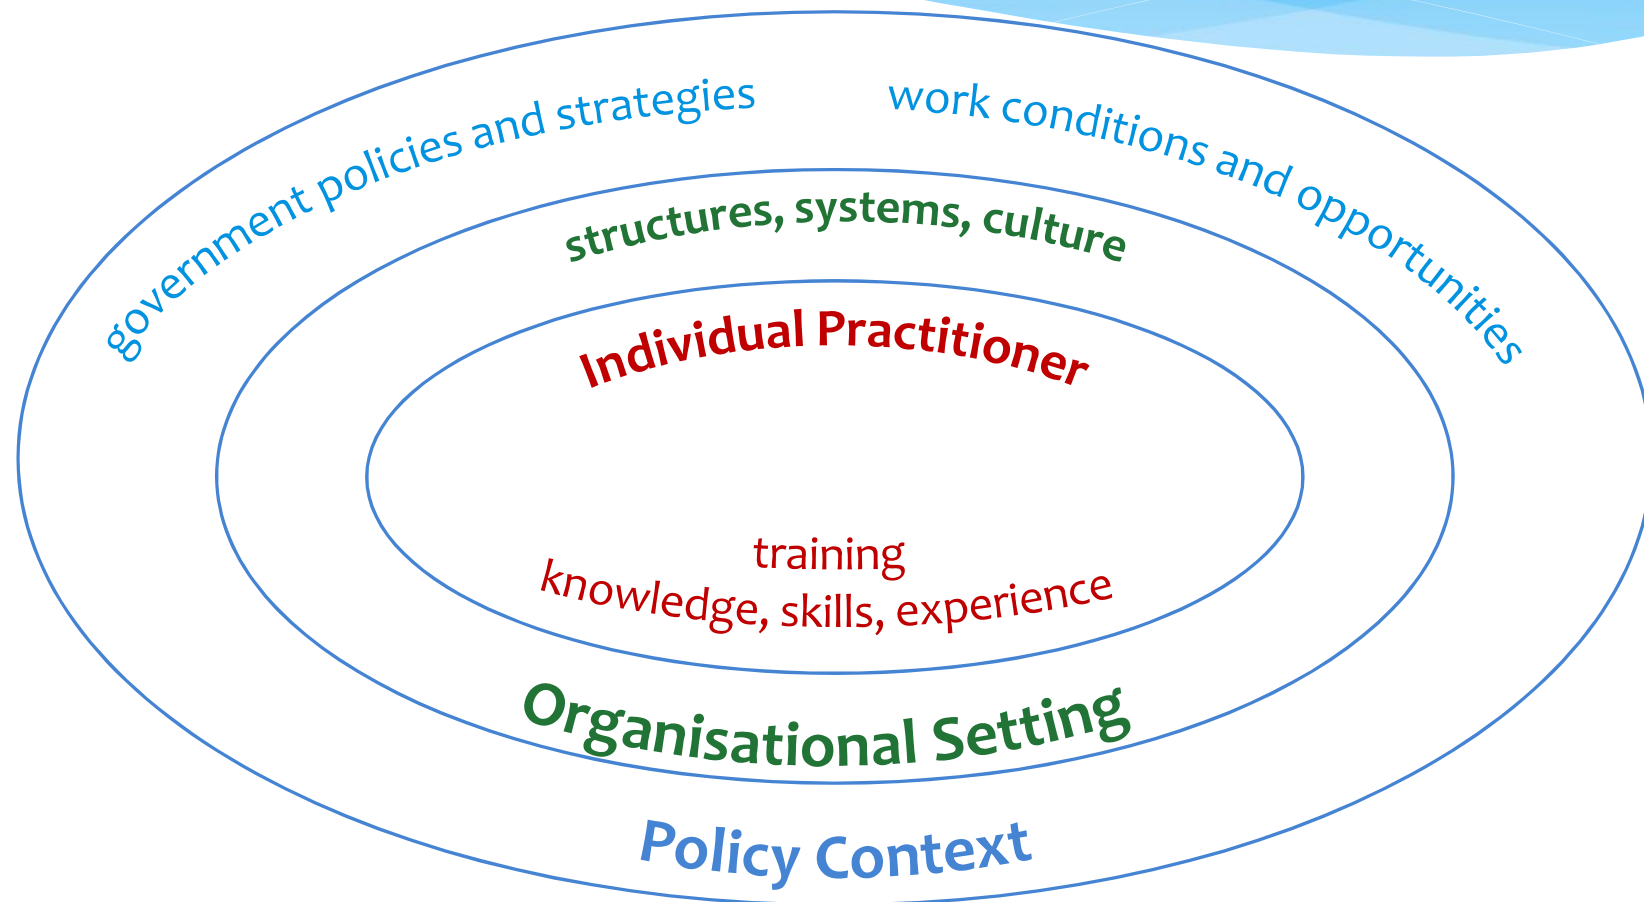 government policies and strategies
work conditions and opportunities
structures, systems, culture
Individual Practitioner
training
knowledge, skills, experience
Organisational Setting
Policy Context